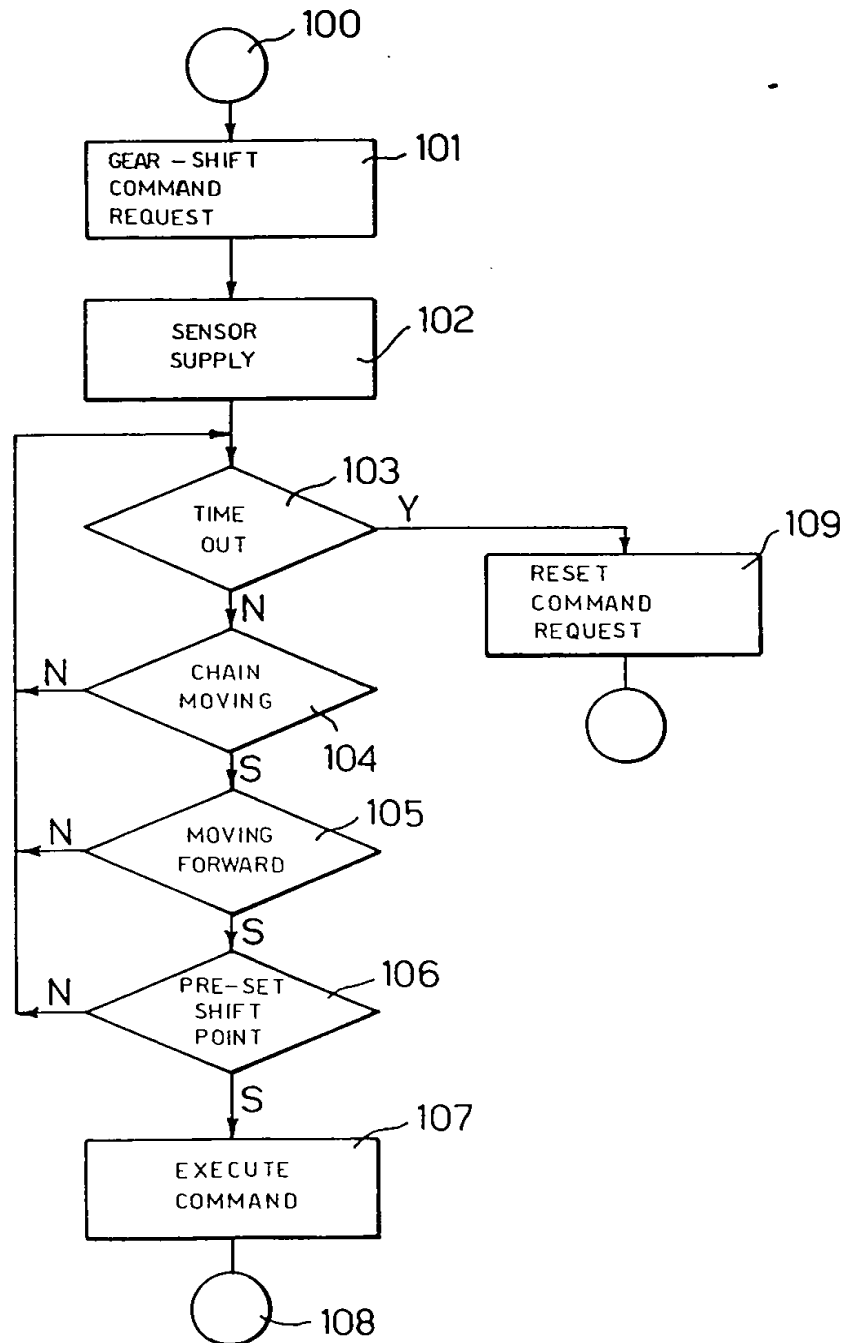 100
GEAR-SHIFT
COMMAND
REQUEST
101
SENSOR
SUPPLY
102
TIME
OUT
103
Y
N
RESET
COMMAND
REQUEST
109
CHAIN
MOVING
104
N
S
MOVING
FORWARD
105
N
S
PRE-SET
SHIFT
POINT
106
N
S
EXECUTE
COMMAND
107
108